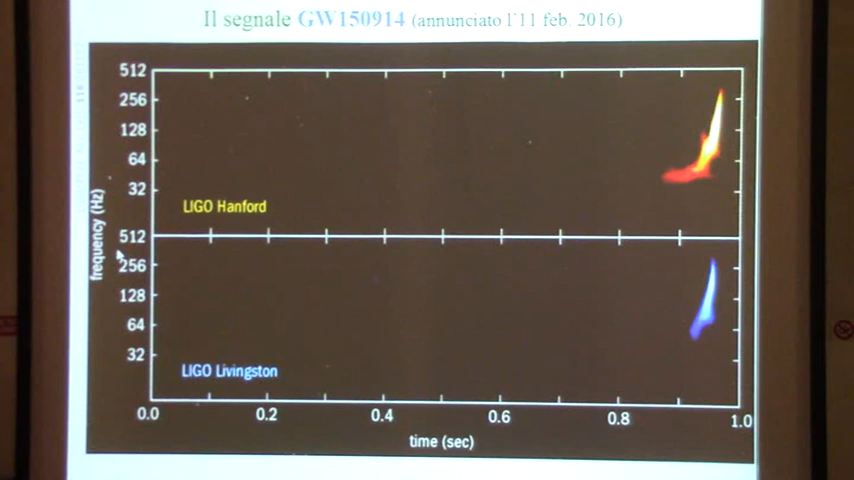 Il segnale GW150914 (annunciato l'11 feb. 2016)
512
256
128
64
32
LIGO Hanford
frequency (Hz)
512
256
128
64
32
LIGO Livingston
0.0 0.2 0.4 0.6 0.8 1.0
time (sec)